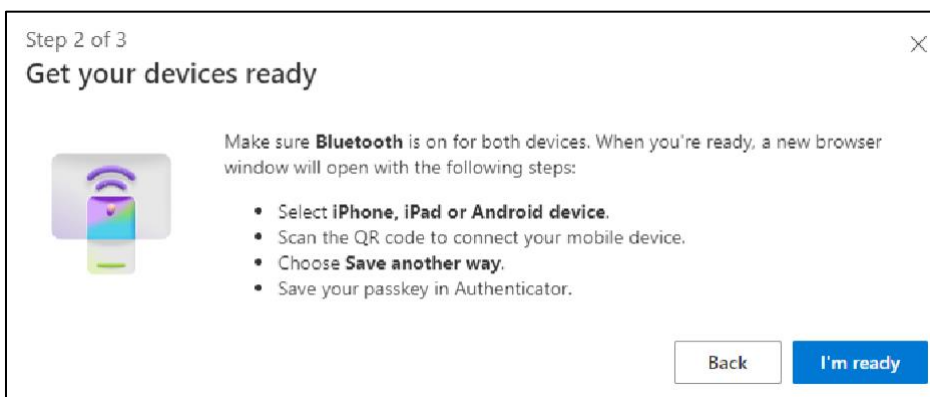 Step 2 of 3
Get your devices ready
Make sure Bluetooth is on for both devices. When you're ready, a new browser
window will open with the following steps:
• Select iPhone, iPad or Android device.
• Scan the QR code to connect your mobile device.
• Choose Save another way.
• Save your passkey in Authenticator.
Back
I'm ready